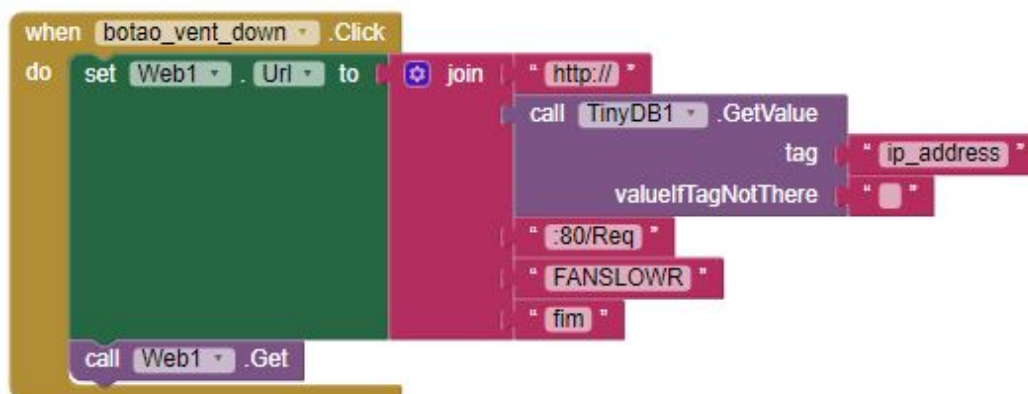 when botao_vent_down .Click
do set Web1 . Url to join " http:// "
call TinyDB1 .GetValue
tag " ip_address "
valueIfTagNotThere " "
" :80/Req "
" FANSLOWR "
" fim "
call Web1 .Get